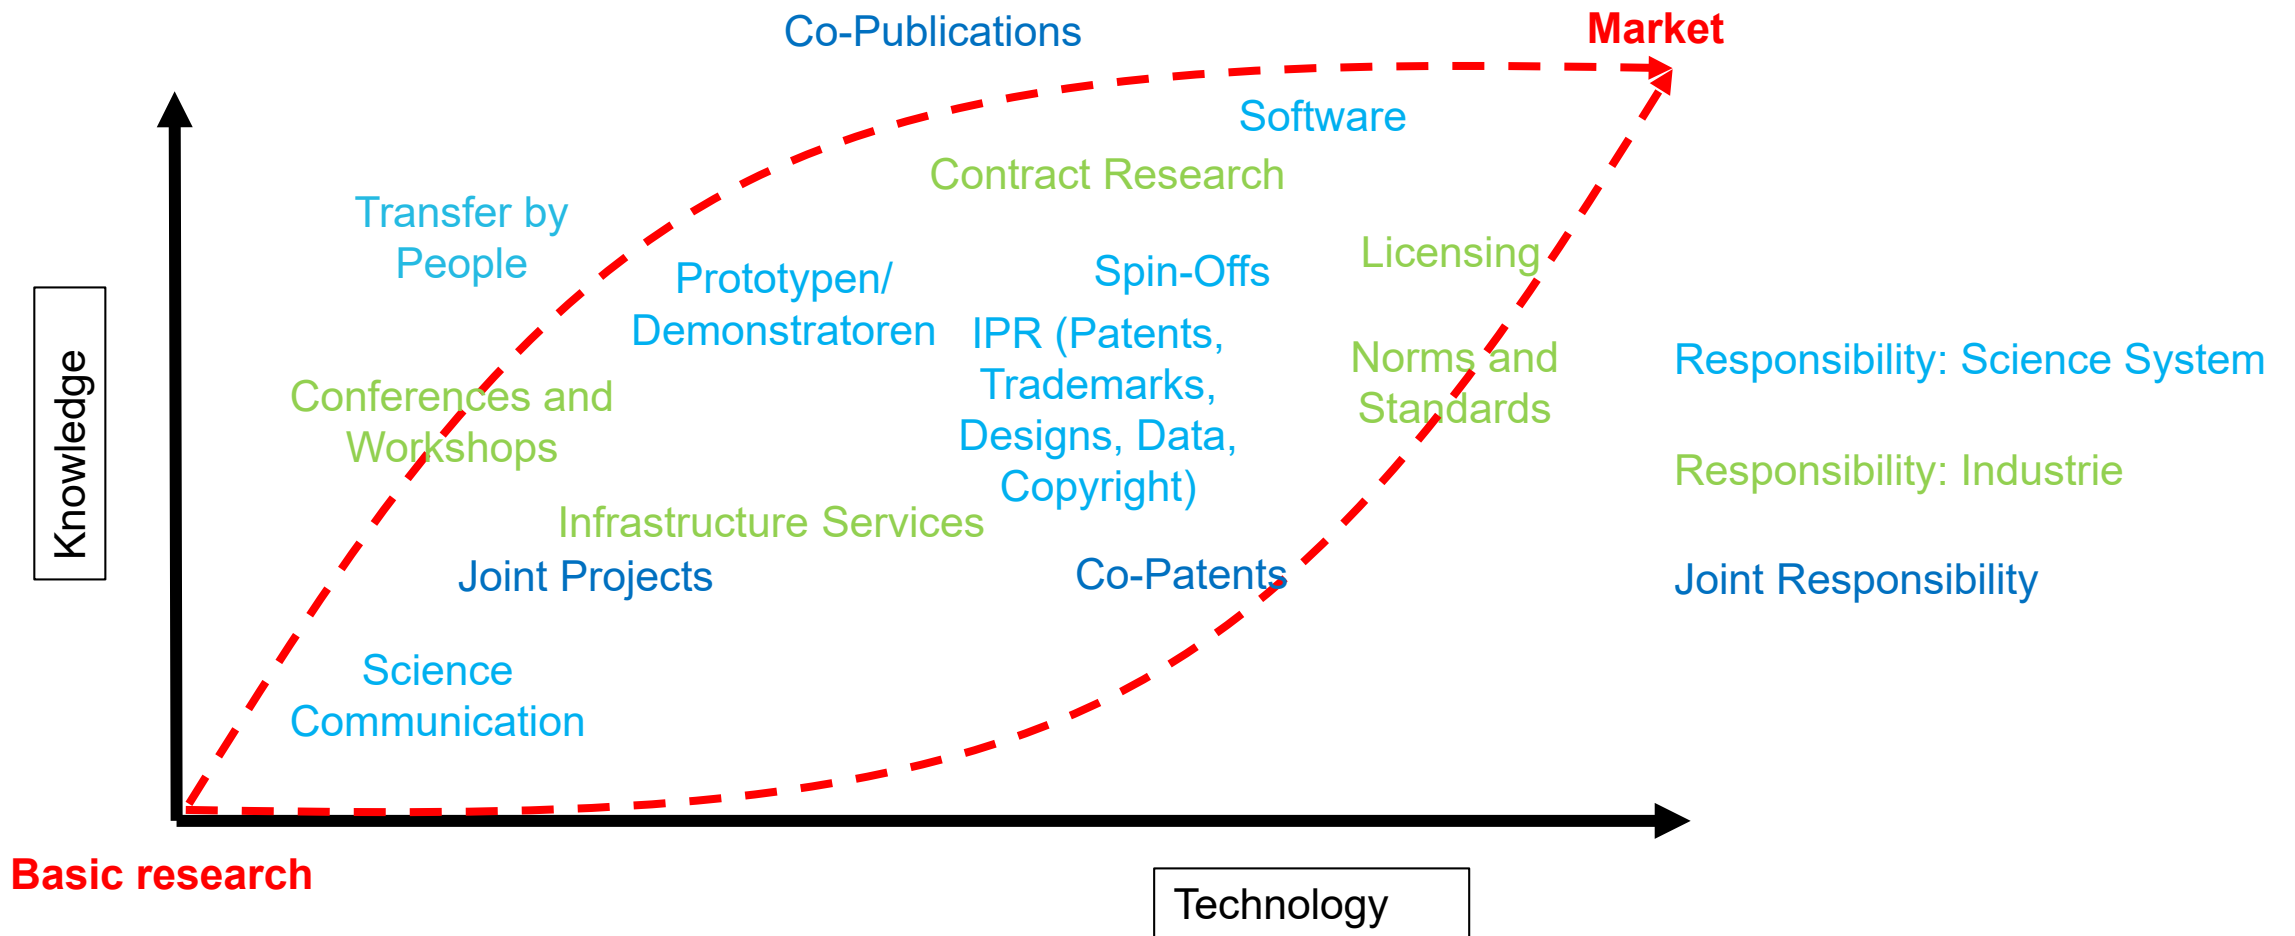 Co-Publications
Market
Software
Contract Research
Transfer by
People
Prototypen/
Demonstratoren
Spin-Offs
Licensing
IPR (Patents,
Trademarks,
Designs, Data,
Copyright)
Norms and
Standards
Responsibility: Science System
Knowledge
Conferences and
Workshops
Responsibility: Industrie
Infrastructure Services
Joint Projects
Co-Patents
Joint Responsibility
Science
Communication
Basic research
Technology